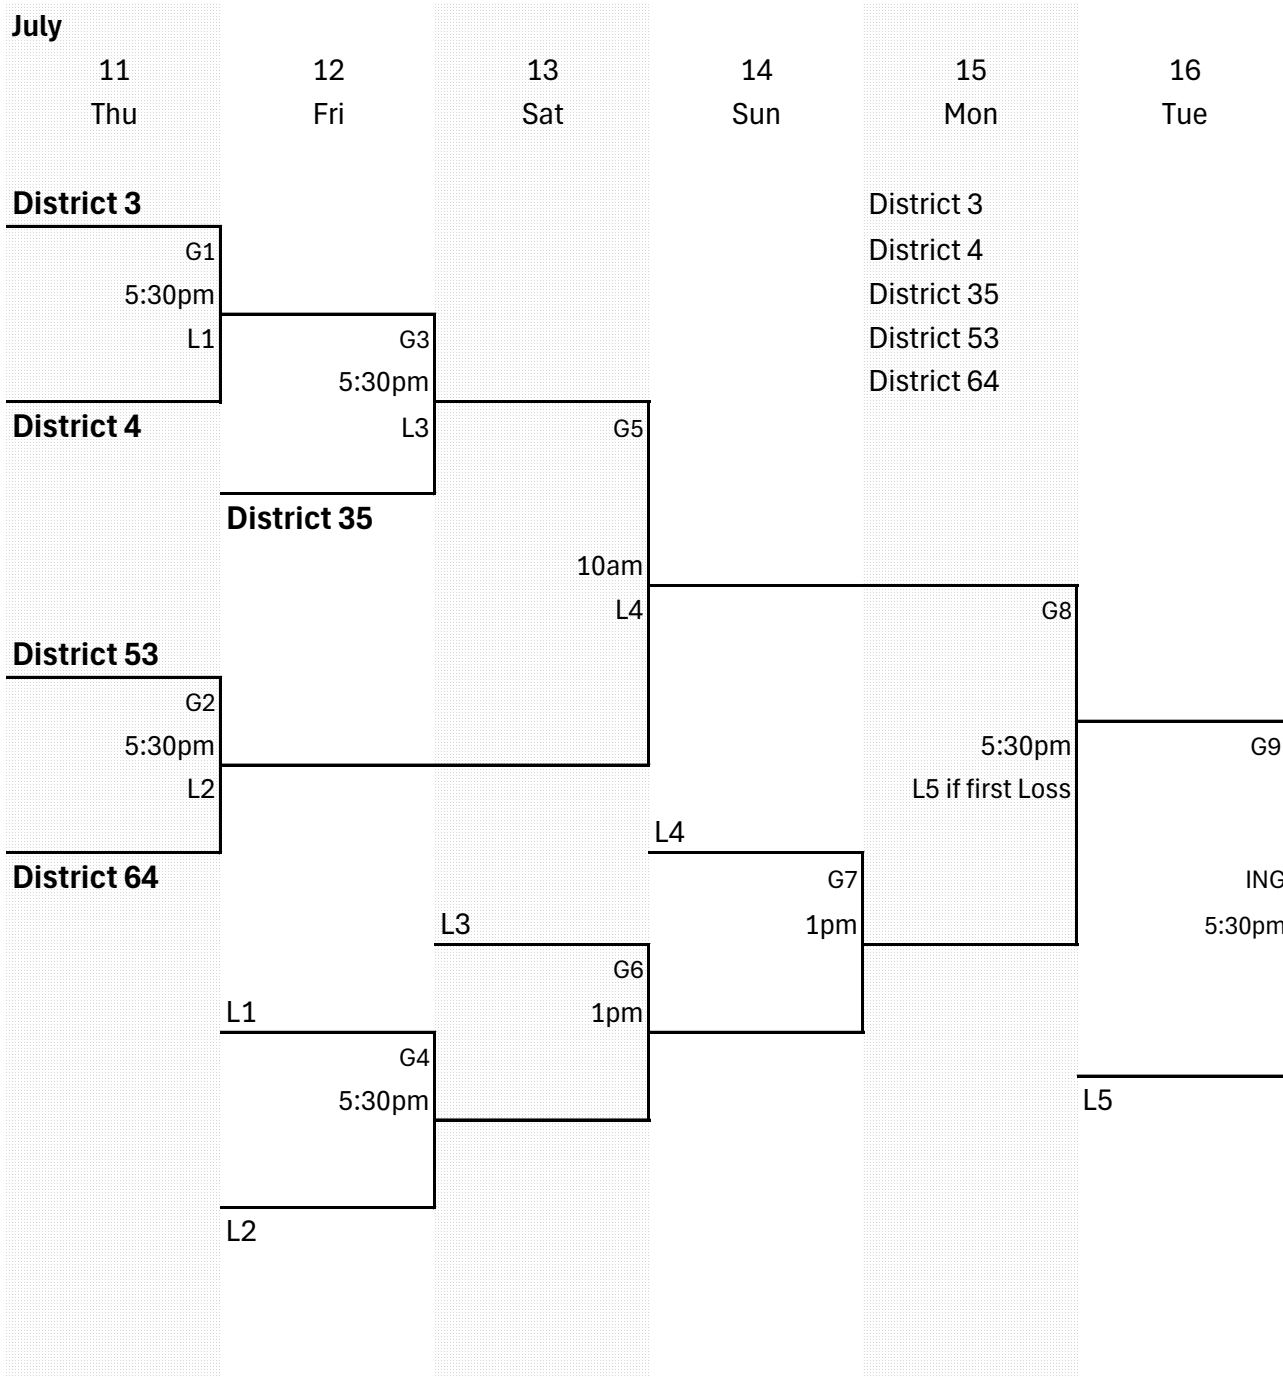 July
11 12 13 14 15 16
Thu Fri Sat Sun Mon Tue
District 3
District 3
G1
District 4
5:30pm
District 35
L1
G3
District 53
5:30pm
District 64
District 4
L3
G5
District 35
10am
L4
G8
District 53
G2
5:30pm
5:30pm
G9
L2
L5 if first Loss
L4
District 64
G7
ING
L3
1pm
5:30pm
G6
L1
1pm
G4
5:30pm
L5
L2